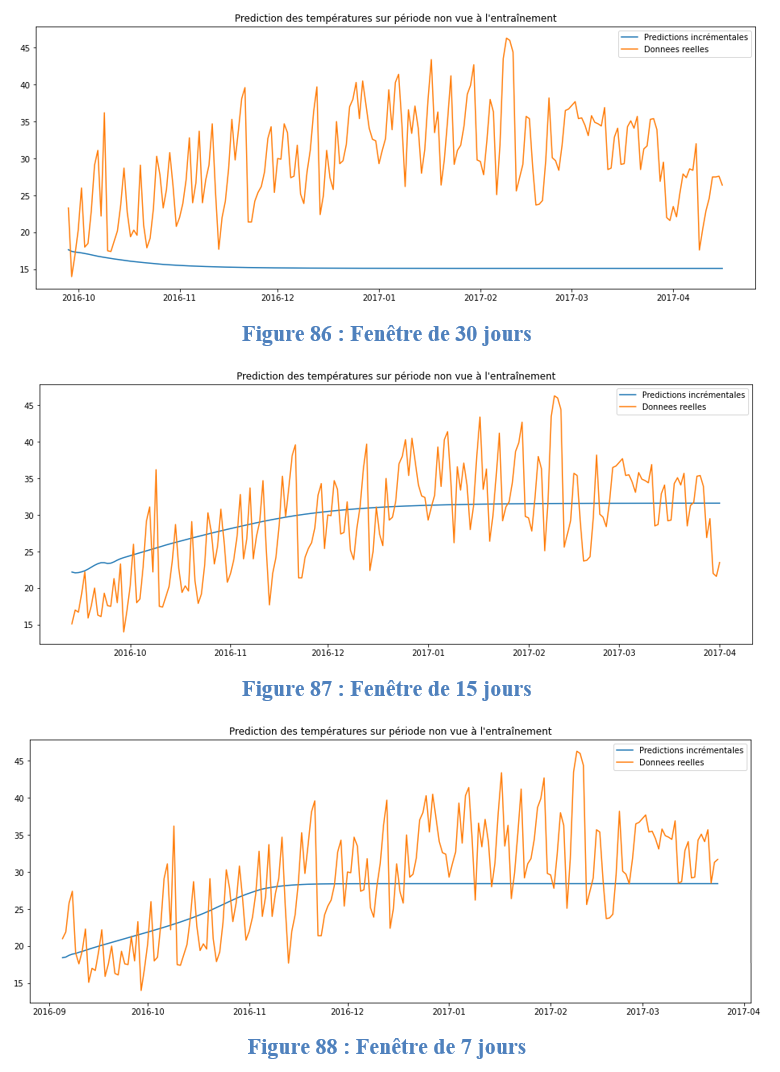 Prediction des températures sur période non vue à l'entraînement
Predictions incrémentales
Donnees reelles
45
40
35
30
25
20
15
2016-10 2016-11 2016-12 2017-01 2017-02 2017-03 2017-04
Figure 86 : Fenêtre de 30 jours
Prediction des températures sur période non vue à l'entraînement
Predictions incrémentales
Donnees reelles
45
40
35
30
25
20
15
2016-10 2016-11 2016-12 2017-01 2017-02 2017-03 2017-04
Figure 87 : Fenêtre de 15 jours
Prediction des températures sur période non vue à l'entraînement
Predictions incrémentales
Donnees reelles
45
40
35
30
25
20
15
2016-09 2016-10 2016-11 2016-12 2017-01 2017-02 2017-03 2017-04
Figure 88 : Fenêtre de 7 jours